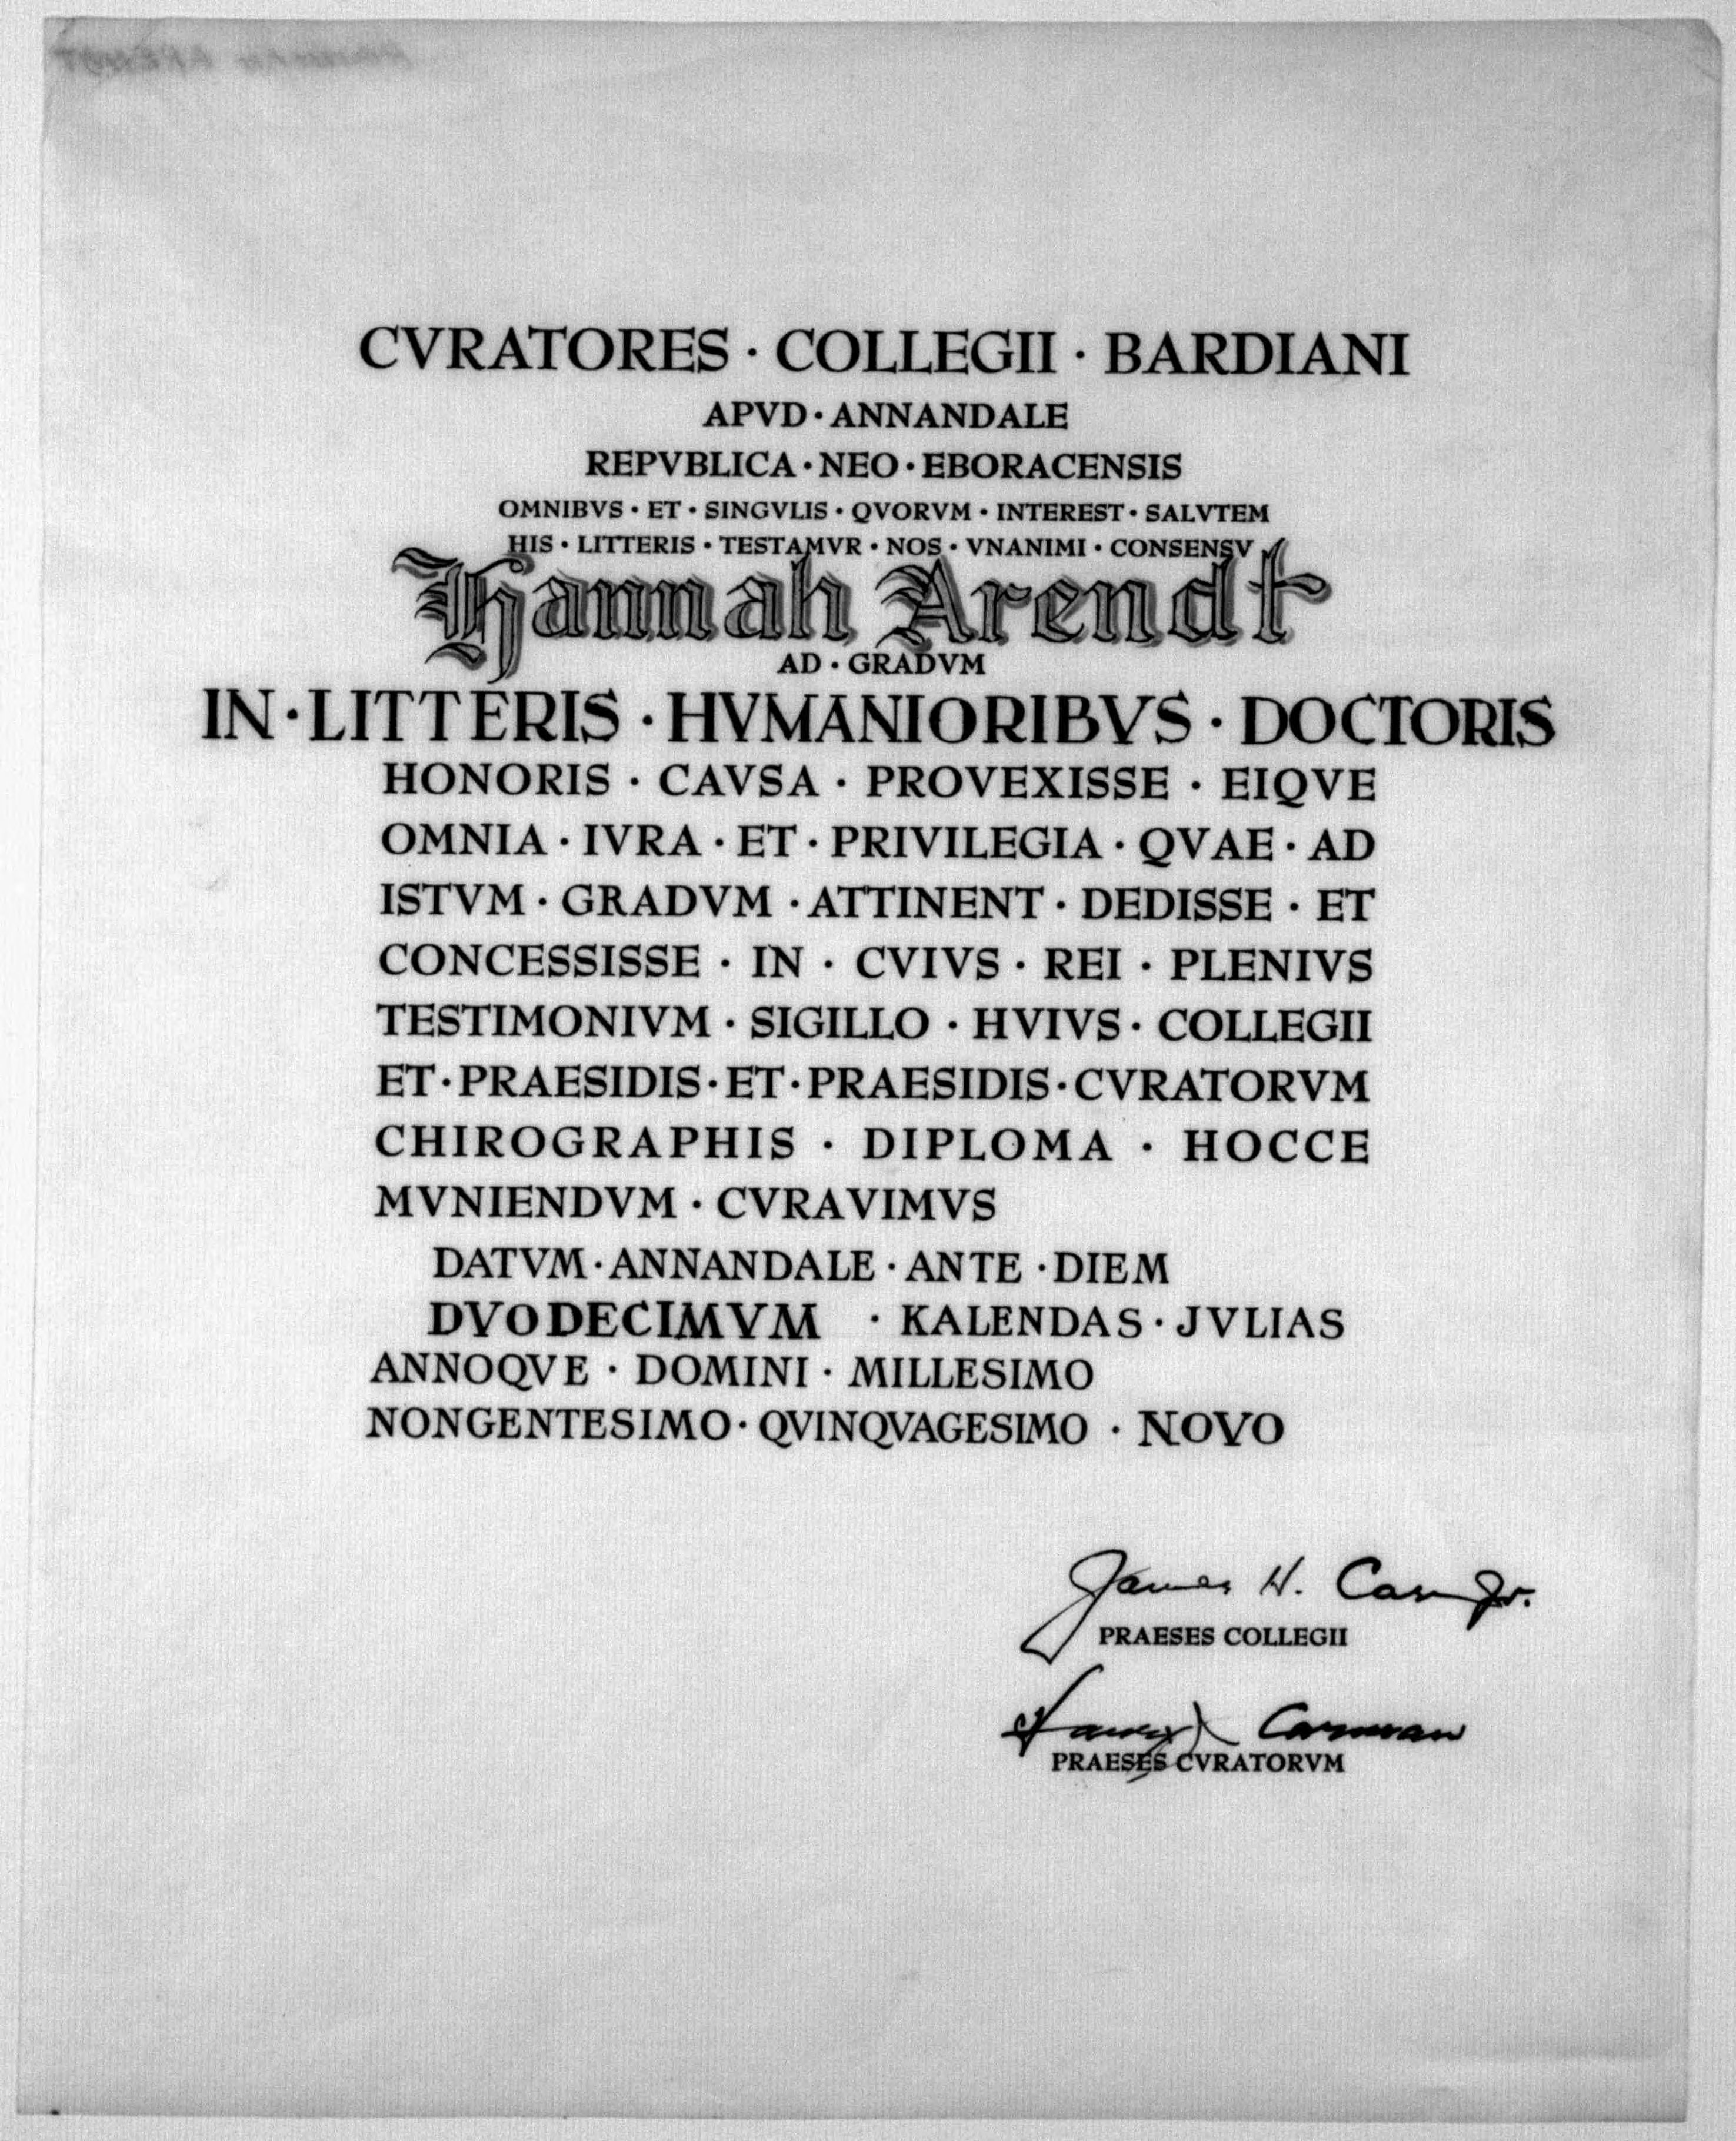 CVRATORES · COLLEGII · BARDIANI
APVD · ANNANDALE
REPVBLICA · NEO · EBORACENSIS
OMNIBVS · ET · SINGVLIS · QVORVM · INTEREST · SALVTEM
HIS · LITTERIS · TESTAMVR · NOS · VNANIMI · CONSENSV
Hannah Arendt
AD · GRADVM
IN · LITTERIS · HVMANIORIBVS · DOCTORIS
HONORIS · CAVSA · PROVEXISSE · EIQVE
OMNIA · IVRA · ET · PRIVILEGIA · QVAE · AD
ISTVM · GRADVM · ATTINENT · DEDISSE · ET
CONCESSISSE · IN · CVIVS · REI · PLENIVS
TESTIMONIVM · SIGILLO · HVIVS · COLLEGII
ET · PRAESIDIS · ET · PRAESIDIS · CVRATORVM
CHIROGRAPHIS · DIPLOMA · HOCCE
MVNIENDVM · CVRAVIMVS
DATVM · ANNANDALE · ANTE · DIEM
DVODECIMVM · KALENDAS · JVLIAS
ANNOQVE · DOMINI · MILLESIMO
NONGENTESIMO · QVINQVAGESIMO · NOVO
James H. Case Jr.
PRAESES COLLEGII
Carman
PRAESES CVRATORVM